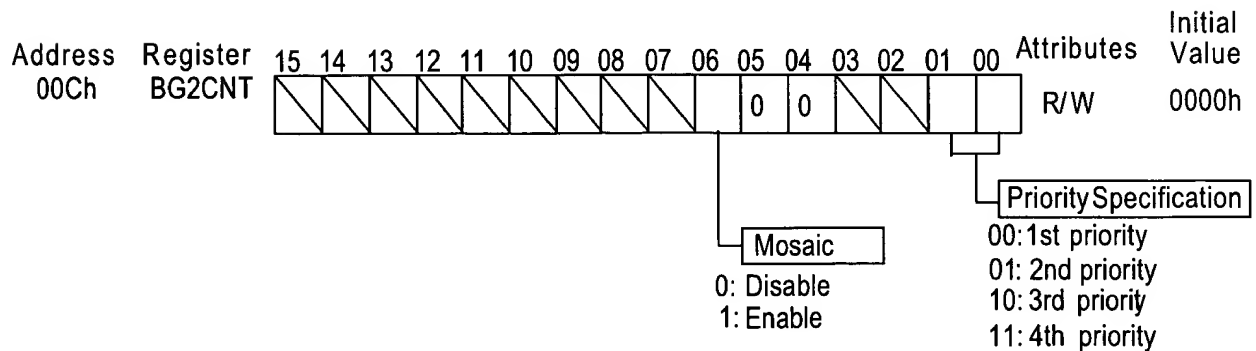 Address Register 15 14 13 12 11 10 09 08 07 06 05 04 03 02 01 00 Attributes Initial Value
00Ch BG2CNT 0 0 R/W 0000h
Priority Specification
00: 1st priority
01: 2nd priority
10: 3rd priority
11: 4th priority
Mosaic
0: Disable
1: Enable